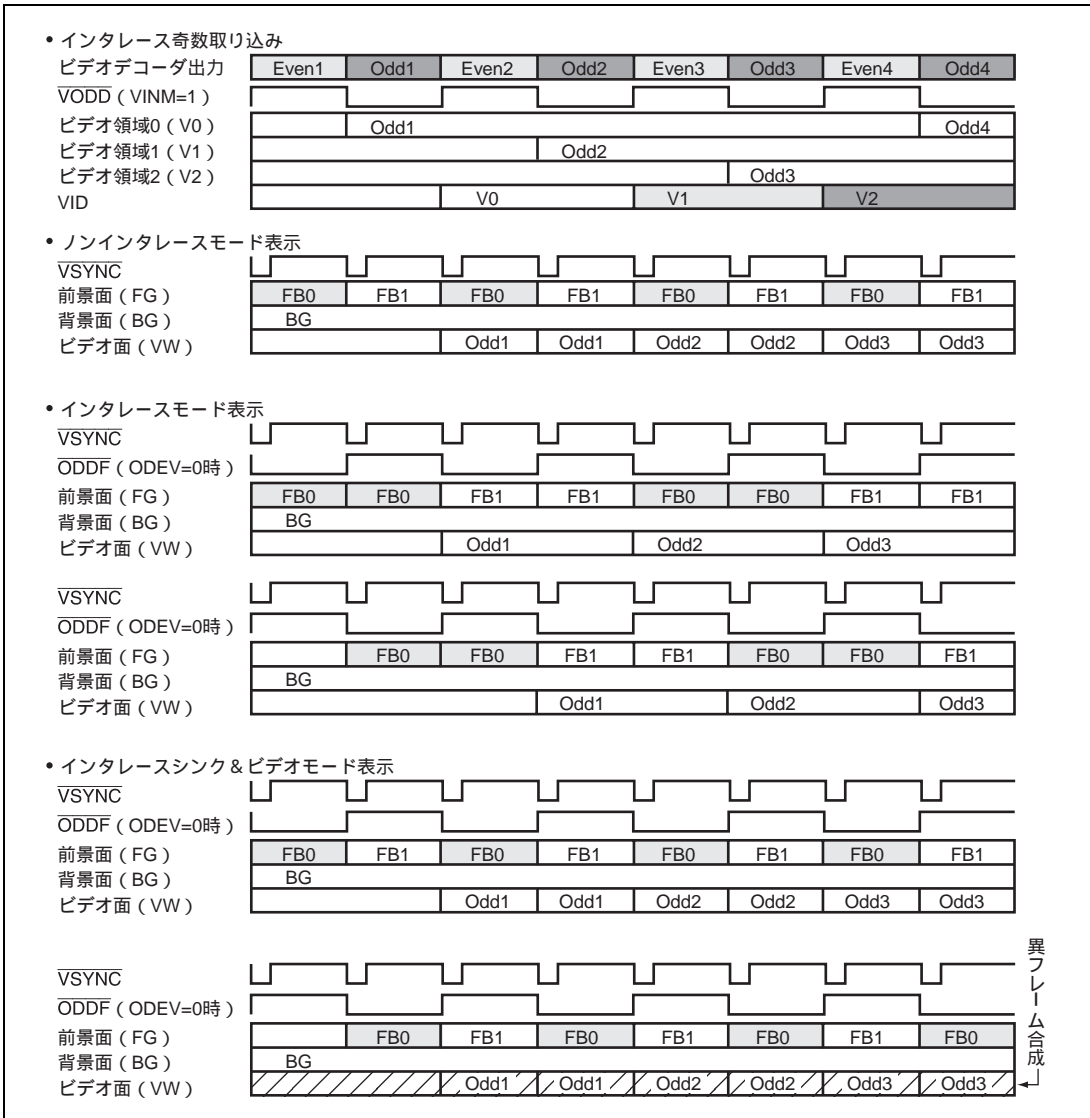 • インタレース奇数取り込み
ビデオデコーダ出力 Even1 Odd1 Even2 Odd2 Even3 Odd3 Even4 Odd4
VODD（VINM=1）
ビデオ領域0（V0） Odd1 Odd4
ビデオ領域1（V1） Odd2
ビデオ領域2（V2） Odd3
VID V0 V1 V2
• ノンインタレースモード表示
VSYNC
前景面（FG） FB0 FB1 FB0 FB1 FB0 FB1 FB0 FB1
背景面（BG） BG
ビデオ面（VW） Odd1 Odd1 Odd2 Odd2 Odd3 Odd3
• インタレースモード表示
VSYNC
ODDF（ODEV=0時）
前景面（FG） FB0 FB0 FB1 FB1 FB0 FB0 FB1 FB1
背景面（BG） BG
ビデオ面（VW） Odd1 Odd2 Odd3
VSYNC
ODDF（ODEV=0時）
前景面（FG） FB0 FB0 FB1 FB1 FB0 FB0 FB1
背景面（BG） BG
ビデオ面（VW） Odd1 Odd2 Odd3
• インタレースシンク＆ビデオモード表示
VSYNC
ODDF（ODEV=0時）
前景面（FG） FB0 FB1 FB0 FB1 FB0 FB1 FB0 FB1
背景面（BG） BG
ビデオ面（VW） Odd1 Odd1 Odd2 Odd2 Odd3 Odd3
VSYNC
ODDF（ODEV=0時）
前景面（FG） FB0 FB1 FB0 FB1 FB0 FB1 FB0
背景面（BG） BG
ビデオ面（VW） Odd1 Odd1 Odd2 Odd2 Odd3 Odd3
異フレーム合成